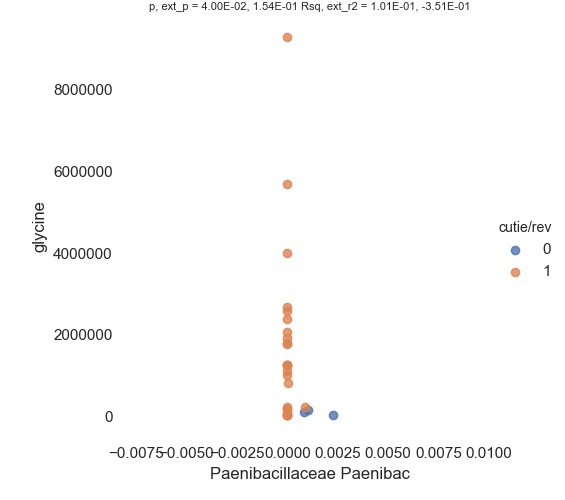 p, ext_p = 4.00E-02, 1.54E-01 Rsq, ext_r2 = 1.01E-01, -3.51E-01
8000000
6000000
4000000
2000000
0
glycine
cutie/rev
0
1
−0.0075 −0.0050 −0.0025 0.0000 0.0025 0.0050 0.0075 0.0100
Paenibacillaceae Paenibac